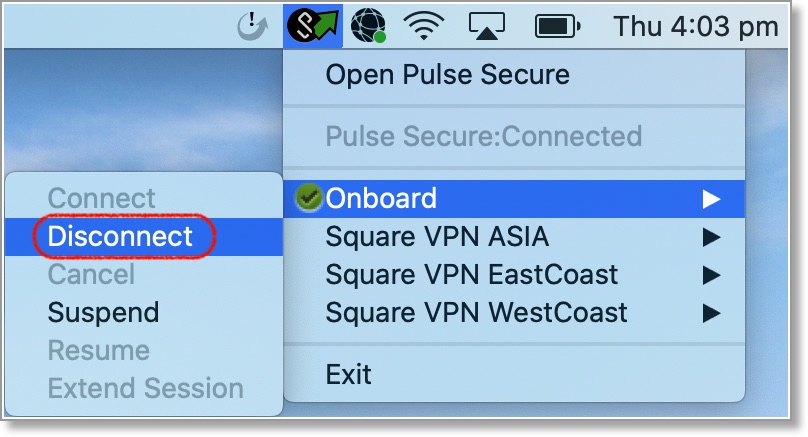 Thu 4:03 pm
Open Pulse Secure
Pulse Secure:Connected
Onboard
Square VPN ASIA
Square VPN EastCoast
Square VPN WestCoast
Exit
Connect
Disconnect
Cancel
Suspend
Resume
Extend Session